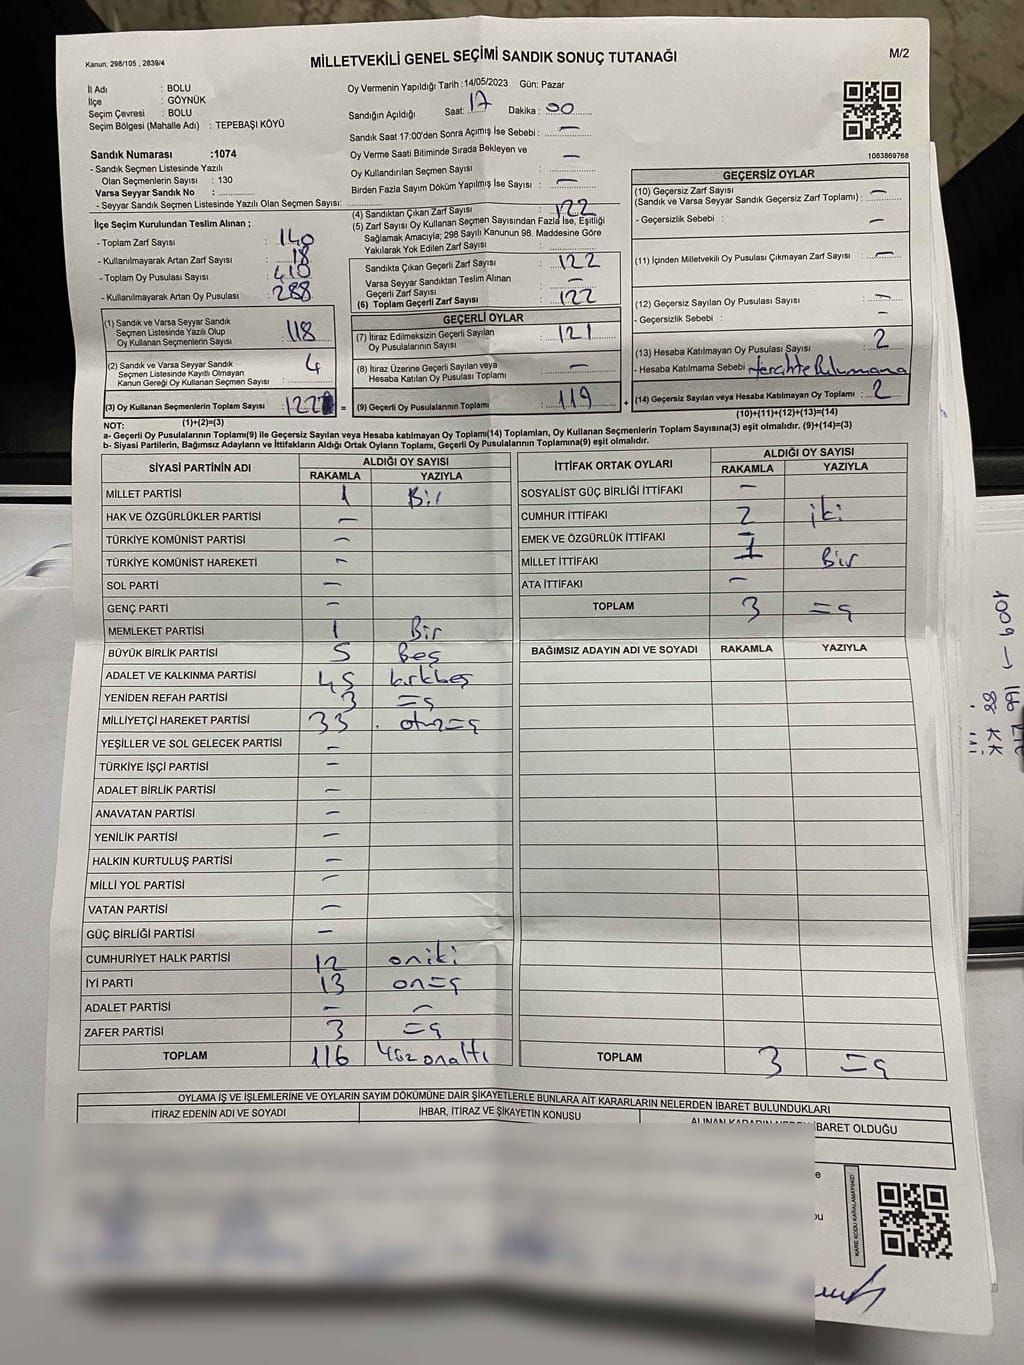 Kanun, 298/105 , 2839/4
MİLLETVEKİLİ GENEL SEÇİMİ SANDIK SONUÇ TUTANAĞI
M/2
İl Adı : BOLU
İlçe : GÖYNÜK
Seçim Çevresi : BOLU
Seçim Bölgesi (Mahalle Adı) : TEPEBAŞI KÖYÜ
Sandık Numarası :1074
- Sandık Seçmen Listesinde Yazılı
Olan Seçmenlerin Sayısı : 130
Varsa Seyyar Sandık No :
- Seyyar Sandık Seçmen Listesinde Yazılı Olan Seçmen Sayısı:
Oy Vermenin Yapıldığı Tarih :14/05/2023 Gün: Pazar
Sandığın Açıldığı Saat: 17 Dakika : 00
Sandık Saat 17:00'den Sonra Açımış İse Sebebi : —
Oy Verme Saati Bitiminde Sırada Bekleyen ve
Oy Kullandırılan Seçmen Sayısı : —
Birden Fazla Sayım Döküm Yapılmış İse Sayısı : —
1083869768
İlçe Seçim Kurulundan Teslim Alınan ;
- Toplam Zarf Sayısı : 140
- Kullanılmayarak Artan Zarf Sayısı : 18
- Toplam Oy Pusulası Sayısı : 410
- Kullanılmayarak Artan Oy Pusulası : 288
(1) Sandık ve Varsa Seyyar Sandık
Seçmen Listesinde Yazılı Olup
Oy Kullanan Seçmenlerin Sayısı : 118
(2) Sandık ve Varsa Seyyar Sandık
Seçmen Listesinde Kayıtlı Olmayan
Kanun Gereği Oy Kullanan Seçmen Sayısı : 4
(3) Oy Kullanan Seçmenlerin Toplam Sayısı : 122 =
(1)+(2)=(3)
(4) Sandıktan Çıkan Zarf Sayısı : 122
(5) Zarf Sayısı Oy Kullanan Seçmen Sayısından Fazla İse, Eşitliği
Sağlamak Amacıyla; 298 Sayılı Kanunun 98. Maddesine Göre
Yakılarak Yok Edilen Zarf Sayısı :
Sandıkta Çıkan Geçerli Zarf Sayısı : 122
Varsa Seyyar Sandıktan Teslim Alınan
Geçerli Zarf Sayısı : —
(6) Toplam Geçerli Zarf Sayısı : 122
GEÇERLİ OYLAR
(7) İtiraz Edilmeksizin Geçerli Sayılan
Oy Pusulalarının Sayısı : 121
(8) İtiraz Üzerine Geçerli Sayılan veya
Hesaba Katılan Oy Pusulası Toplamı : —
(9) Geçerli Oy Pusulalarının Toplamı : 119 +
GEÇERSİZ OYLAR
(10) Geçersiz Zarf Sayısı : —
(Sandık ve Varsa Seyyar Sandık Geçersiz Zarf Toplamı)
- Geçersizlik Sebebi : —
(11) İçinden Milletvekili Oy Pusulası Çıkmayan Zarf Sayısı : —
(12) Geçersiz Sayılan Oy Pusulası Sayısı : —
- Geçersizlik Sebebi : —
(13) Hesaba Katılmayan Oy Pusulası Sayısı : 2
- Hesaba Katılmama Sebebi
(14) Geçersiz Sayılan veya Hesaba Katılmayan Oy Toplamı : 2
(10)+(11)+(12)+(13)=(14)
NOT:
a- Geçerli Oy Pusulaları Toplamı(9) ile Geçersiz Sayılan veya Hesaba katılmayan Oy Toplamı(14) Toplamları, Oy Kullanan Seçmenlerin Toplam Sayısına(3) eşit olmalıdır. (9)+(14)=(3)
b- Siyasi Partilerin, Bağımsız Adayların ve İttifakların Aldığı Oy Sayıları Toplamı, Geçerli Oy Pusulalarının Toplamına(9) eşit olmalıdır.
SİYASİ PARTİNİN ADI ALDIĞI OY SAYISI
RAKAMLA YAZIYLA
MİLLET PARTİSİ 1 Bir
HAK VE ÖZGÜRLÜKLER PARTİSİ —
TÜRKİYE KOMÜNİST PARTİSİ —
TÜRKİYE KOMÜNİST HAREKETİ —
SOL PARTİ —
GENÇ PARTİ —
MEMLEKET PARTİSİ 1 Bir
BÜYÜK BİRLİK PARTİSİ 5 Beş
ADALET VE KALKINMA PARTİSİ 45 kırkbeş
YENİDEN REFAH PARTİSİ 3 üç
MİLLİYETÇİ HAREKET PARTİSİ 33 otuzüç
YEŞİLLER VE SOL GELECEK PARTİSİ —
TÜRKİYE İŞÇİ PARTİSİ —
ADALET BİRLİK PARTİSİ —
ANAVATAN PARTİSİ —
YENİLİK PARTİSİ —
HALKIN KURTULUŞ PARTİSİ —
MİLLİ YOL PARTİSİ —
VATAN PARTİSİ —
GÜÇ BİRLİĞİ PARTİSİ —
CUMHURİYET HALK PARTİSİ 12 oniki
İYİ PARTİ 13 onüç
ADALET PARTİSİ — —
ZAFER PARTİSİ 3 üç
TOPLAM 116 Yüzonaltı
İTTİFAK ORTAK OYLARI ALDIĞI OY SAYISI
RAKAMLA YAZIYLA
SOSYALİST GÜÇ BİRLİĞİ İTTİFAKI —
CUMHUR İTTİFAKI 2 iki
EMEK VE ÖZGÜRLÜK İTTİFAKI —
MİLLET İTTİFAKI 1 Bir
ATA İTTİFAKI —
TOPLAM 3 üç
BAĞIMSIZ ADAYIN ADI VE SOYADI RAKAMLA YAZIYLA
TOPLAM 3 üç
OYLAMA İŞ VE İŞLEMLERİNE VE OYLARIN SAYIM DÖKÜMÜNE DAİR ŞİKAYETLERLE BUNLARA AİT KARARLARIN NELERDEN İBARET BULUNDUKLARI
İTİRAZ EDENİN ADI VE SOYADI İHBAR, İTİRAZ VE ŞİKAYETİN KONUSU ALINAN KARARIN NEDEN İBARET OLDUĞU
KARE KODU KARALAMAYINIZ!